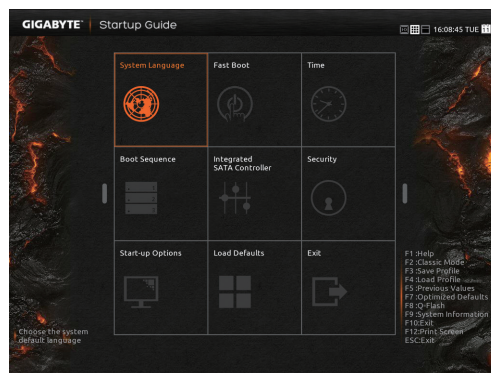 GIGABYTE™ Startup Guide
16:08:45 TUE 11
System Language
Fast Boot
Time
Boot Sequence
Integrated
SATA Controller
Security
Start-up Options
Load Defaults
Exit
F1 :Help
F2 :Classic Mode
F3 :Save Profile
F4 :Load Profile
F5 :Previous Values
F7 :Optimized Defaults
F8 :Q-Flash
F9 :System Information
F10:Exit
F12:Print Screen
ESC:Exit
Choose the system
default language